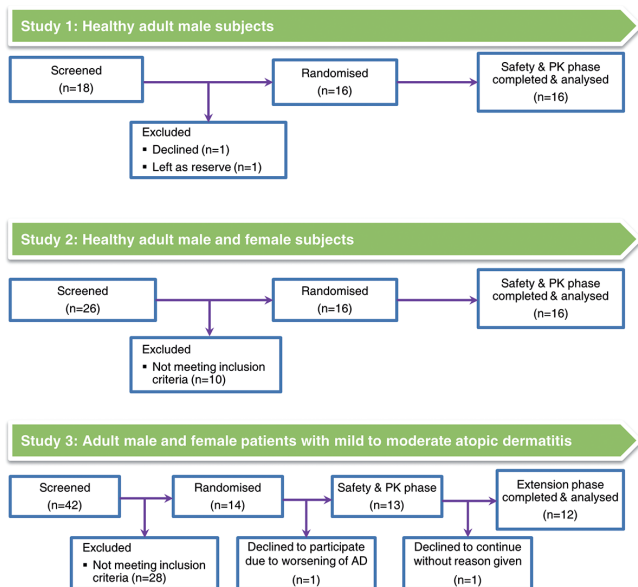 Study 1: Healthy adult male subjects
Screened
(n=18)
Randomised
(n=16)
Safety & PK phase
completed & analysed
(n=16)
Excluded
▪ Declined (n=1)
▪ Left as reserve (n=1)
Study 2: Healthy adult male and female subjects
Screened
(n=26)
Randomised
(n=16)
Safety & PK phase
completed & analysed
(n=16)
Excluded
▪ Not meeting inclusion
criteria (n=10)
Study 3: Adult male and female patients with mild to moderate atopic dermatitis
Screened
(n=42)
Randomised
(n=14)
Safety & PK phase
(n=13)
Extension phase
completed & analysed
(n=12)
Excluded
▪ Not meeting inclusion
criteria (n=28)
Declined to participate
due to worsening of AD
(n=1)
Declined to continue
without reason given
(n=1)